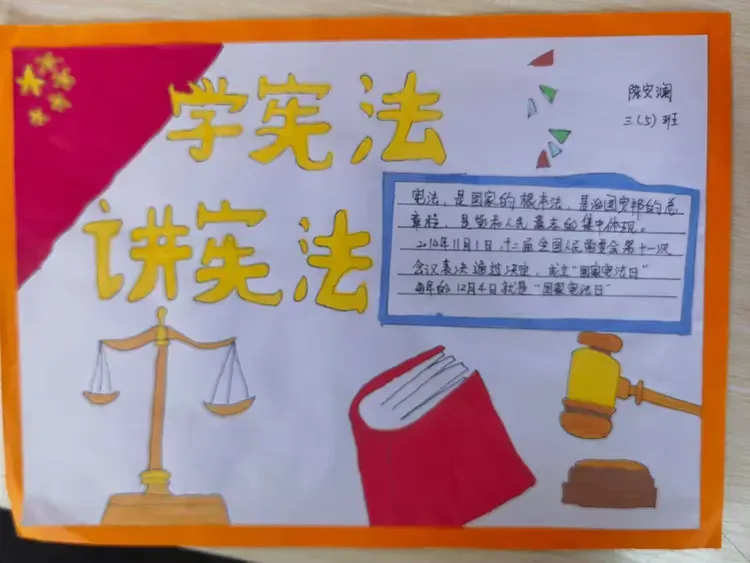 学宪法
讲宪法
陈安澜
三(5)班
宪法，是国家的根本法，是治国安邦的总
章程，是党和人民意志的集中体现。
2014年11月1日，十二届全国人民常委会第十一次
会议表决通过决定，成立“国家宪法日”
每年的12月4日就是“国家宪法日”